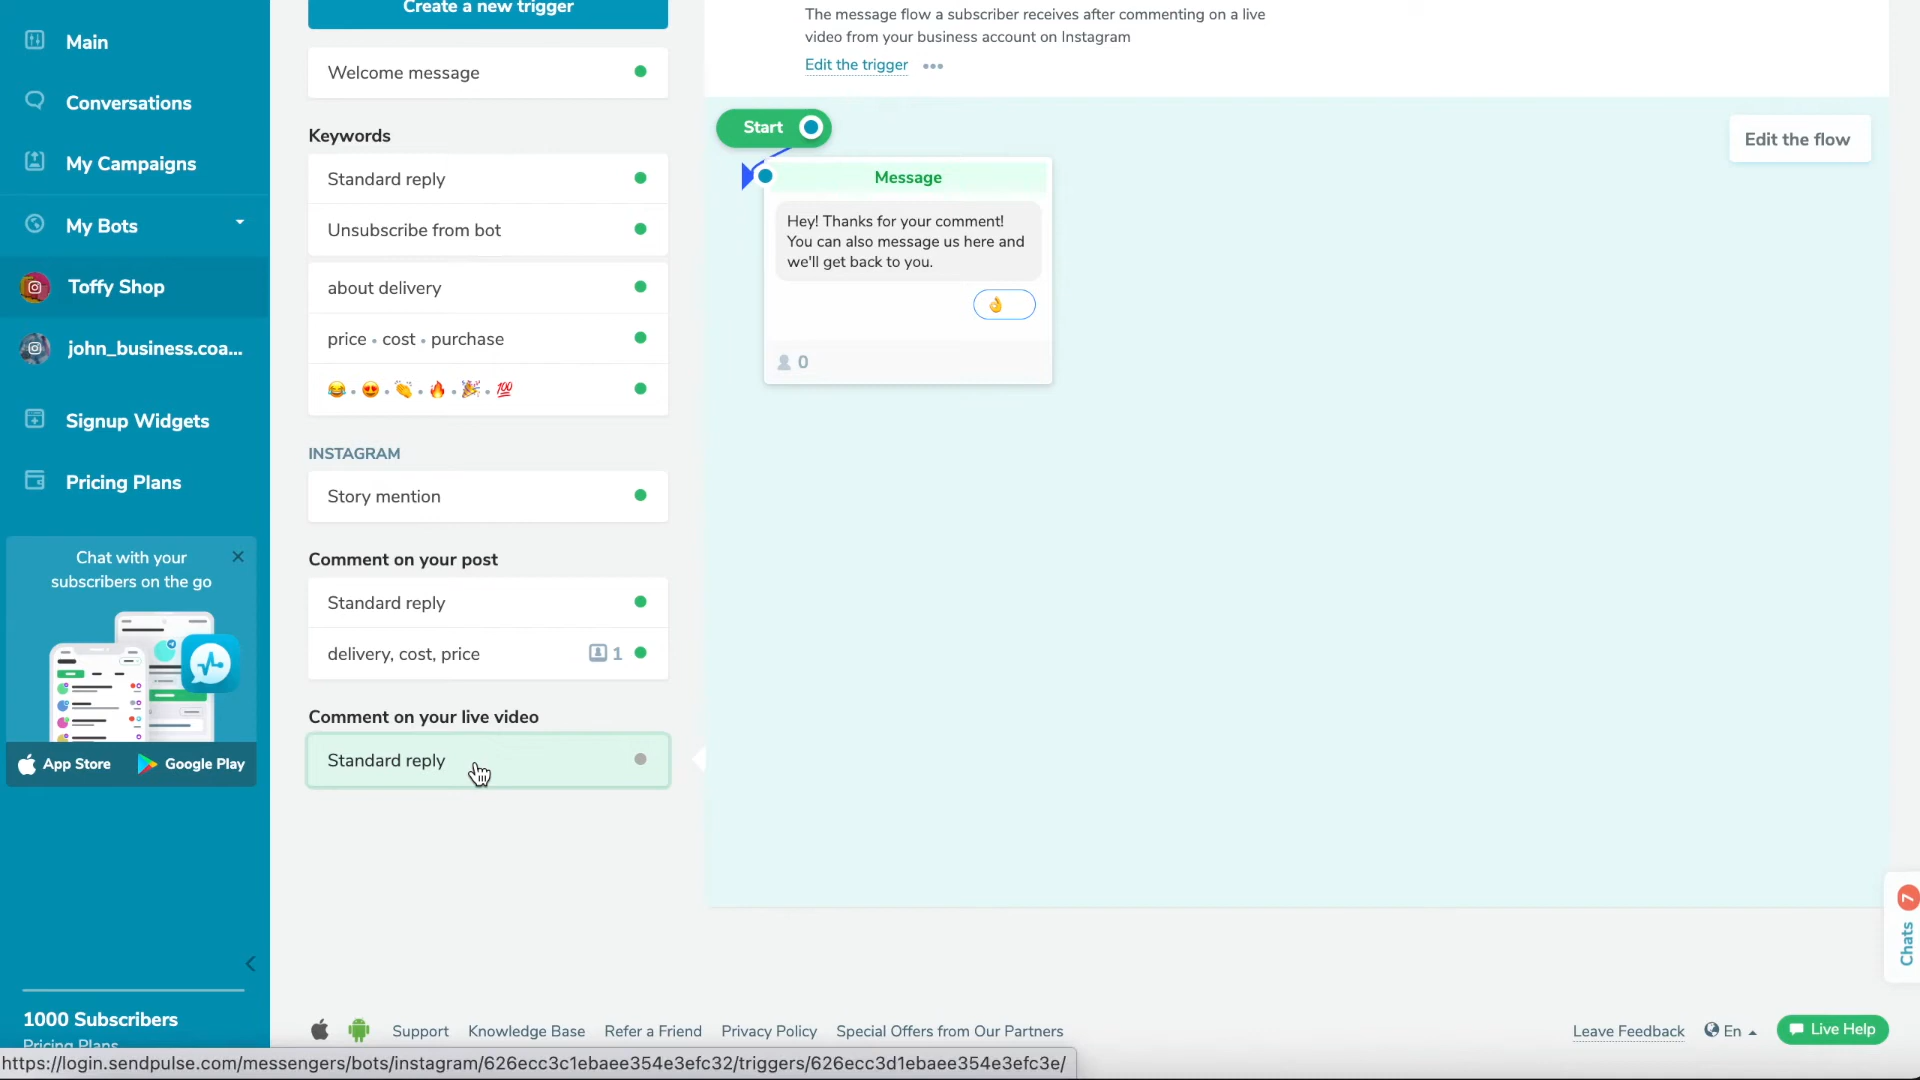 Main
Conversations
My Campaigns
My Bots
Toffy Shop
john_business.coa...
Signup Widgets
Pricing Plans
Chat with your
subscribers on the go
App Store
Google Play
1000 Subscribers
Pricing Plans
Create a new trigger
Welcome message
Keywords
Standard reply
Unsubscribe from bot
about delivery
price • cost • purchase
😂 • 😍 • 👏 • 🔥 • 🎉 • 💯
INSTAGRAM
Story mention
Comment on your post
Standard reply
delivery, cost, price 1
Comment on your live video
Standard reply
The message flow a subscriber receives after commenting on a live
video from your business account on Instagram
Edit the trigger •••
Start
Edit the flow
Message
Hey! Thanks for your comment!
You can also message us here and
we'll get back to you.
👌
0
Chats 7
Support Knowledge Base Refer a Friend Privacy Policy Special Offers from Our Partners
Leave Feedback En Live Help
https://login.sendpulse.com/messengers/bots/instagram/626ecc3c1ebaee354e3efc32/triggers/626ecc3d1ebaee354e3efc3e/